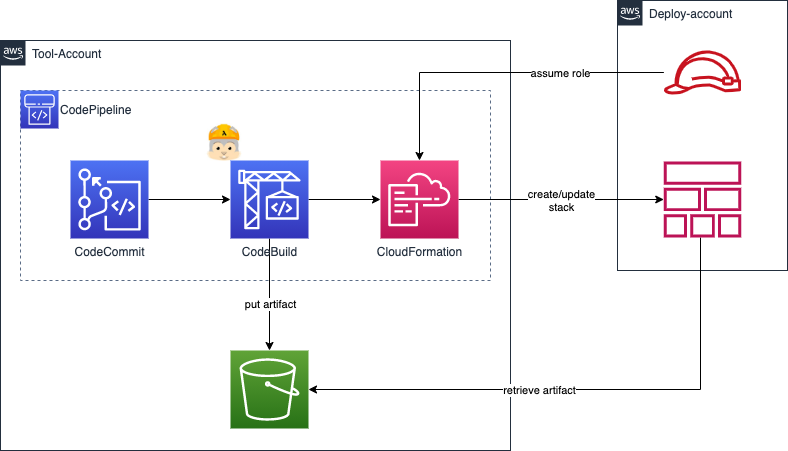 aws
Deploy-account
aws
Tool-Account
assume role
CodePipeline
create/update
stack
CodeCommit
CodeBuild
CloudFormation
put artifact
retrieve artifact